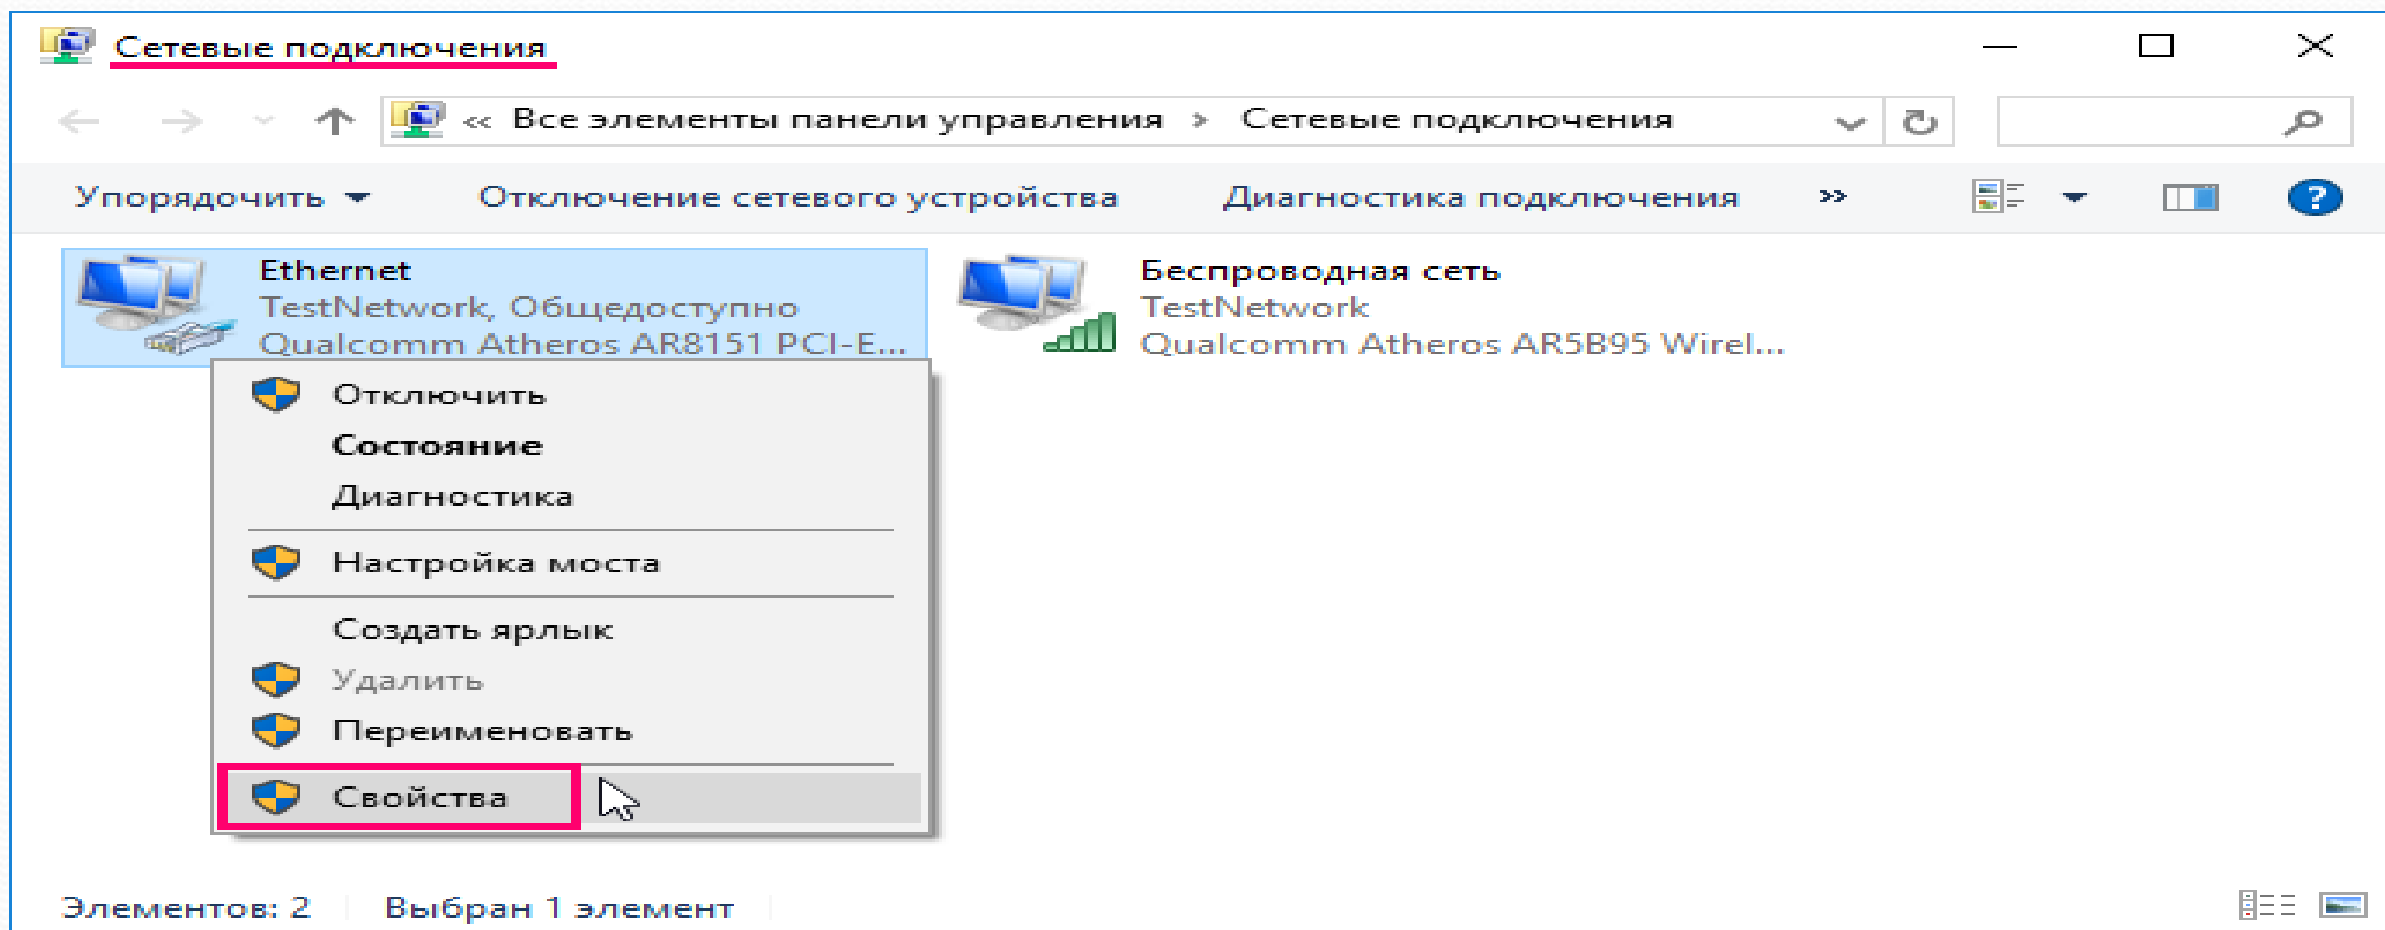 Сетевые подключения
« Все элементы панели управления › Сетевые подключения
Упорядочить Отключение сетевого устройства Диагностика подключения »
Ethernet
TestNetwork, Общедоступно
Qualcomm Atheros AR8151 PCI-E...
Беспроводная сеть
TestNetwork
Qualcomm Atheros AR5B95 Wirel...
Отключить
Состояние
Диагностика
Настройка моста
Создать ярлык
Удалить
Переименовать
Свойства
Элементов: 2 Выбран 1 элемент